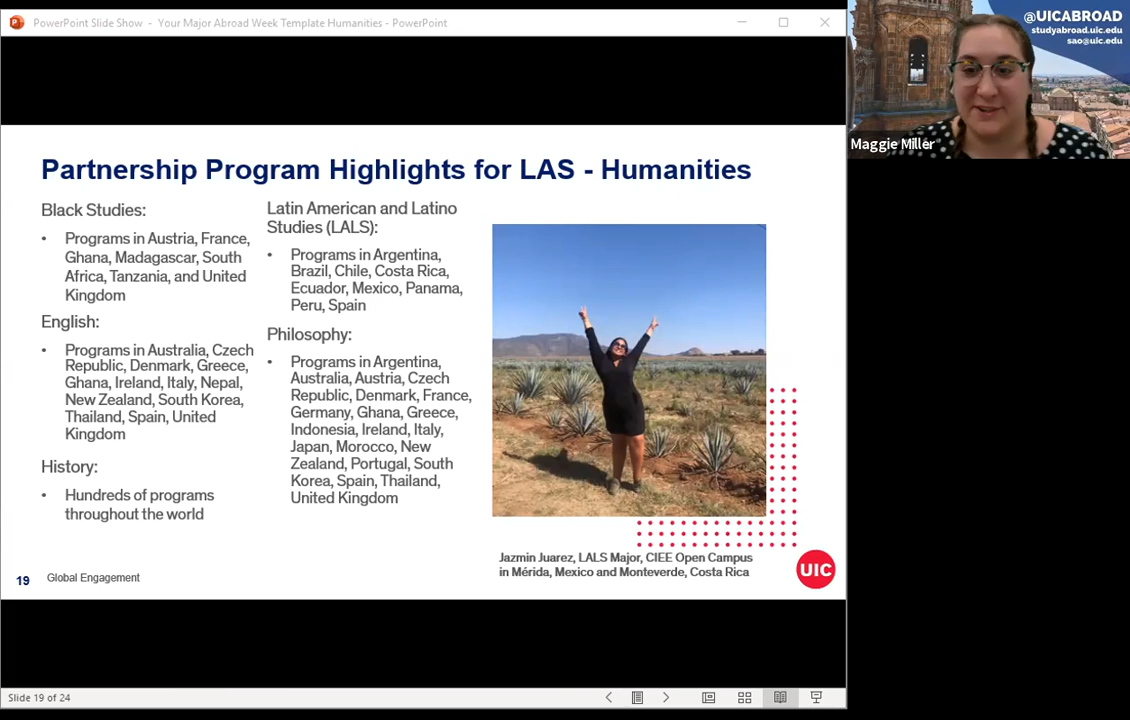 PowerPoint Slide Show - Your Major Abroad Week Template Humanities - PowerPoint
@UICABROAD
studyabroad.uic.edu
sao@uic.edu
Maggie Miller
Partnership Program Highlights for LAS - Humanities
Black Studies:
• Programs in Austria, France,
Ghana, Madagascar, South
Africa, Tanzania, and United
Kingdom
English:
• Programs in Australia, Czech
Republic, Denmark, Greece,
Ghana, Ireland, Italy, Nepal,
New Zealand, South Korea,
Thailand, Spain, United
Kingdom
History:
• Hundreds of programs
throughout the world
Latin American and Latino
Studies (LALS):
• Programs in Argentina,
Brazil, Chile, Costa Rica,
Ecuador, Mexico, Panama,
Peru, Spain
Philosophy:
• Programs in Argentina,
Australia, Austria, Czech
Republic, Denmark, France,
Germany, Ghana, Greece,
Indonesia, Ireland, Italy,
Japan, Morocco, New
Zealand, Portugal, South
Korea, Spain, Thailand,
United Kingdom
Jazmin Juarez, LALS Major, CIEE Open Campus
in Mérida, Mexico and Monteverde, Costa Rica
UIC
19 Global Engagement
Slide 19 of 24